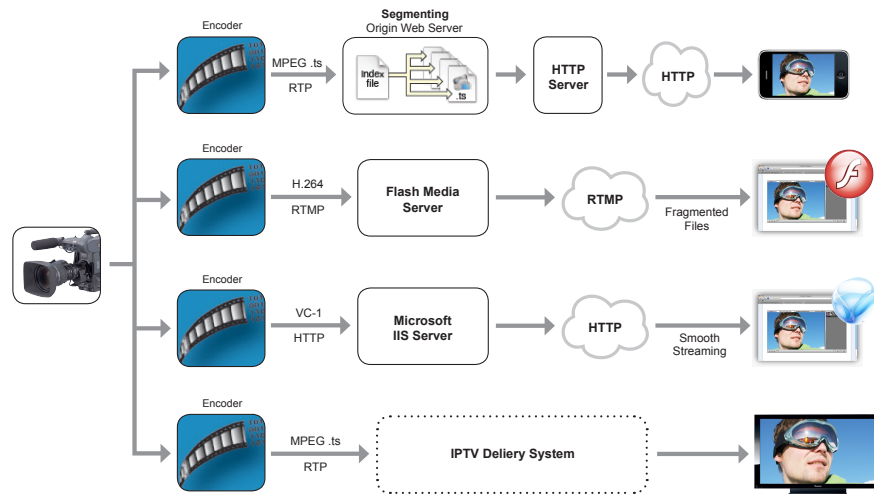 Segmenting
Origin Web Server
Encoder
MPEG .ts
RTP
Index
file
.ts
HTTP
Server
HTTP
Encoder
H.264
RTMP
Flash Media
Server
RTMP
Fragmented
Files
Encoder
VC-1
HTTP
Microsoft
IIS Server
HTTP
Smooth
Streaming
Encoder
MPEG .ts
RTP
IPTV Deliery System